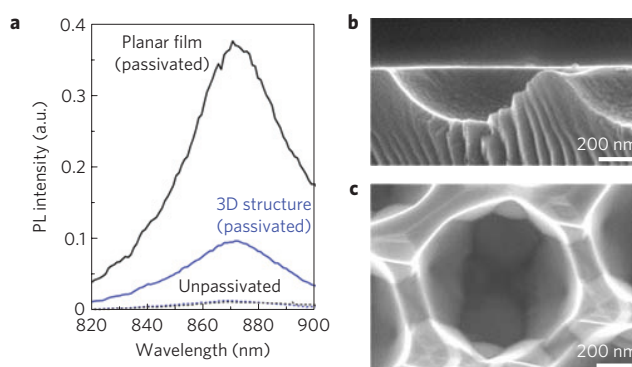 a
0.4
0.3
0.2
0.1
0
PL intensity (a.u.)
Planar film
(passivated)
3D structure
(passivated)
Unpassivated
820 840 860 880 900
Wavelength (nm)
b
200 nm
c
200 nm